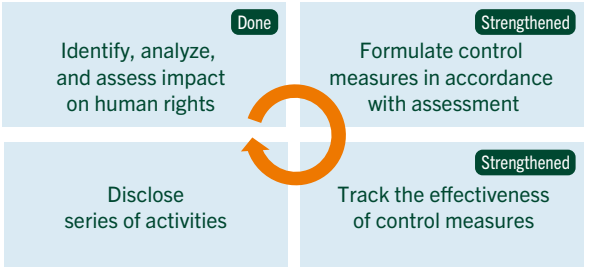 Done
Identify, analyze,
and assess impact
on human rights
Strengthened
Formulate control
measures in accordance
with assessment
Disclose
series of activities
Strengthened
Track the effectiveness
of control measures